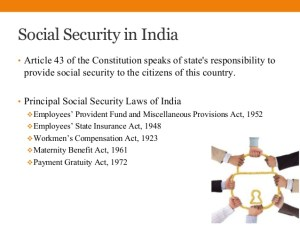 Social Security in India
• Article 43 of the Constitution speaks of state's responsibility to
provide social security to the citizens of this country.
• Principal Social Security Laws of India
❖Employees' Provident Fund and Miscellaneous Provisions Act, 1952
❖Employees' State Insurance Act, 1948
❖Workmen's Compensation Act, 1923
❖Maternity Benefit Act, 1961
❖Payment Gratuity Act, 1972